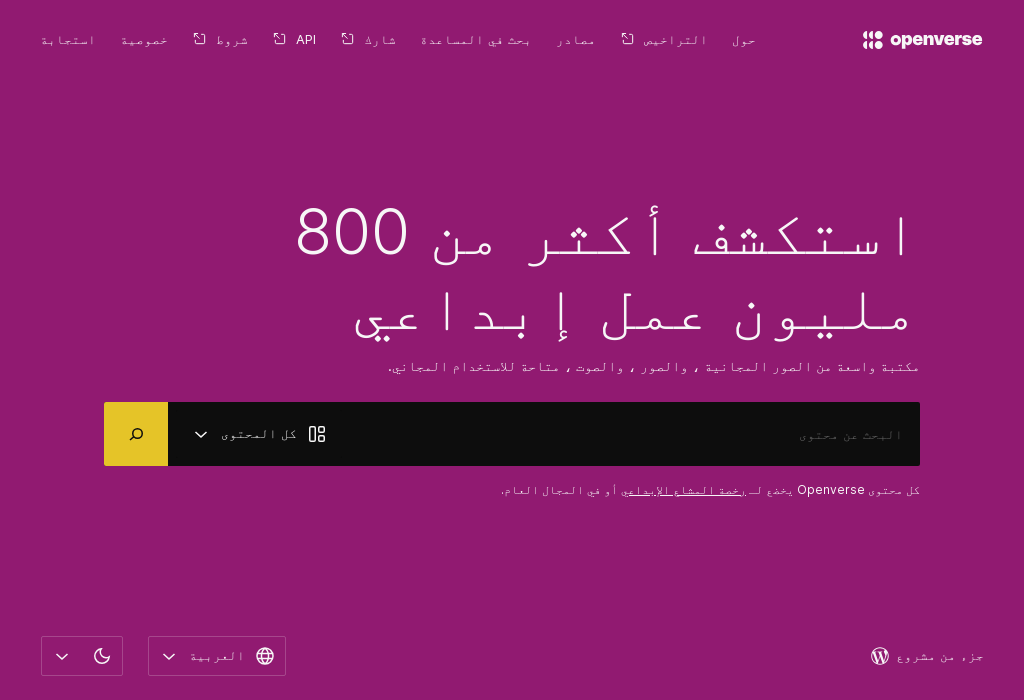 openverse
حول
التراخيص
مصادر
بحث في المساعدة
شارك
API
شروط
خصوصية
استجابة
استكشف أكثر من 800
مليون عمل إبداعي
مكتبة واسعة من الصور المجانية ، والصور ، والصوت ، متاحة للاستخدام المجاني.
البحث عن محتوى
كل المحتوى
كل محتوى Openverse يخضع لـ رخصة المشاع الإبداعي أو في المجال العام.
جزء من مشروع
العربية